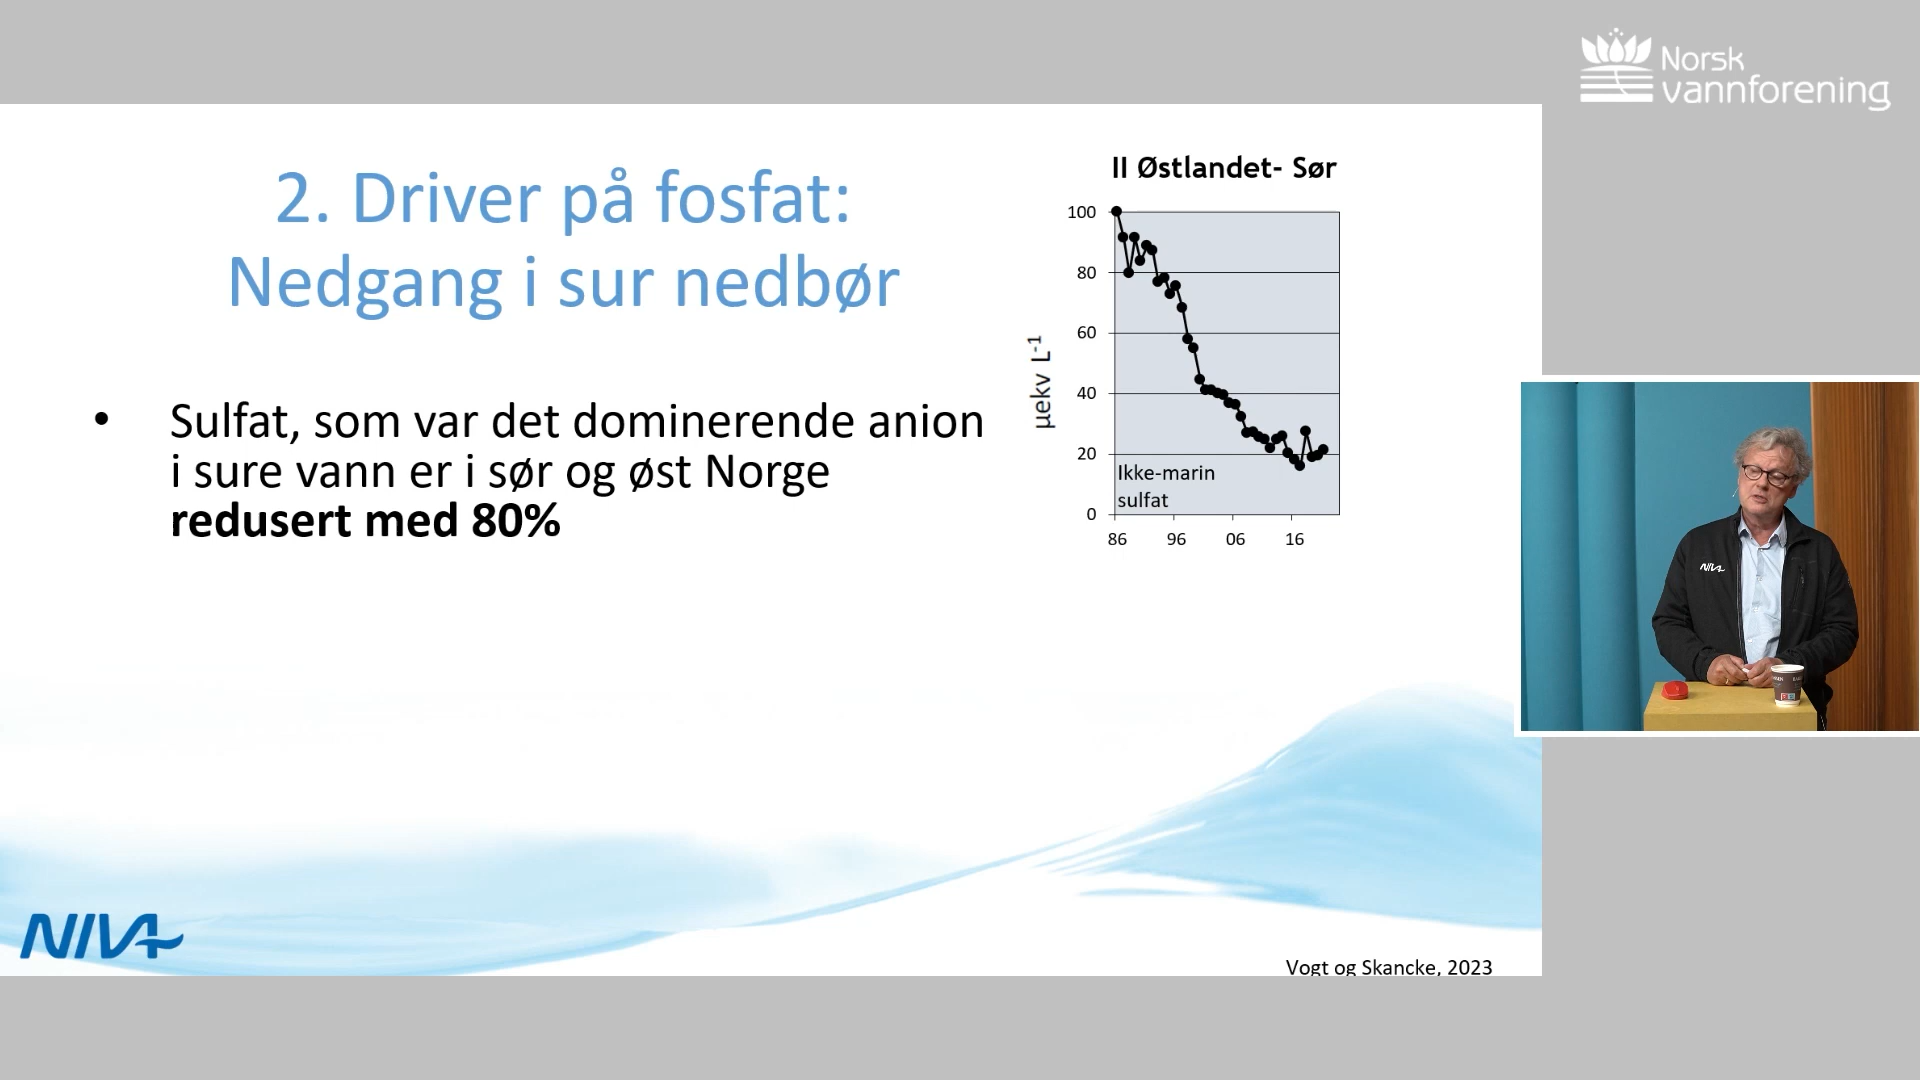 Norsk
vannforening
2. Driver på fosfat:
Nedgang i sur nedbør
• Sulfat, som var det dominerende anion
i sure vann er i sør og øst Norge
redusert med 80%
II Østlandet- Sør
µekv L-1
100
80
60
40
20
0
Ikke-marin
sulfat
86 96 06 16
NIVA
NIVA
Vogt og Skancke, 2023